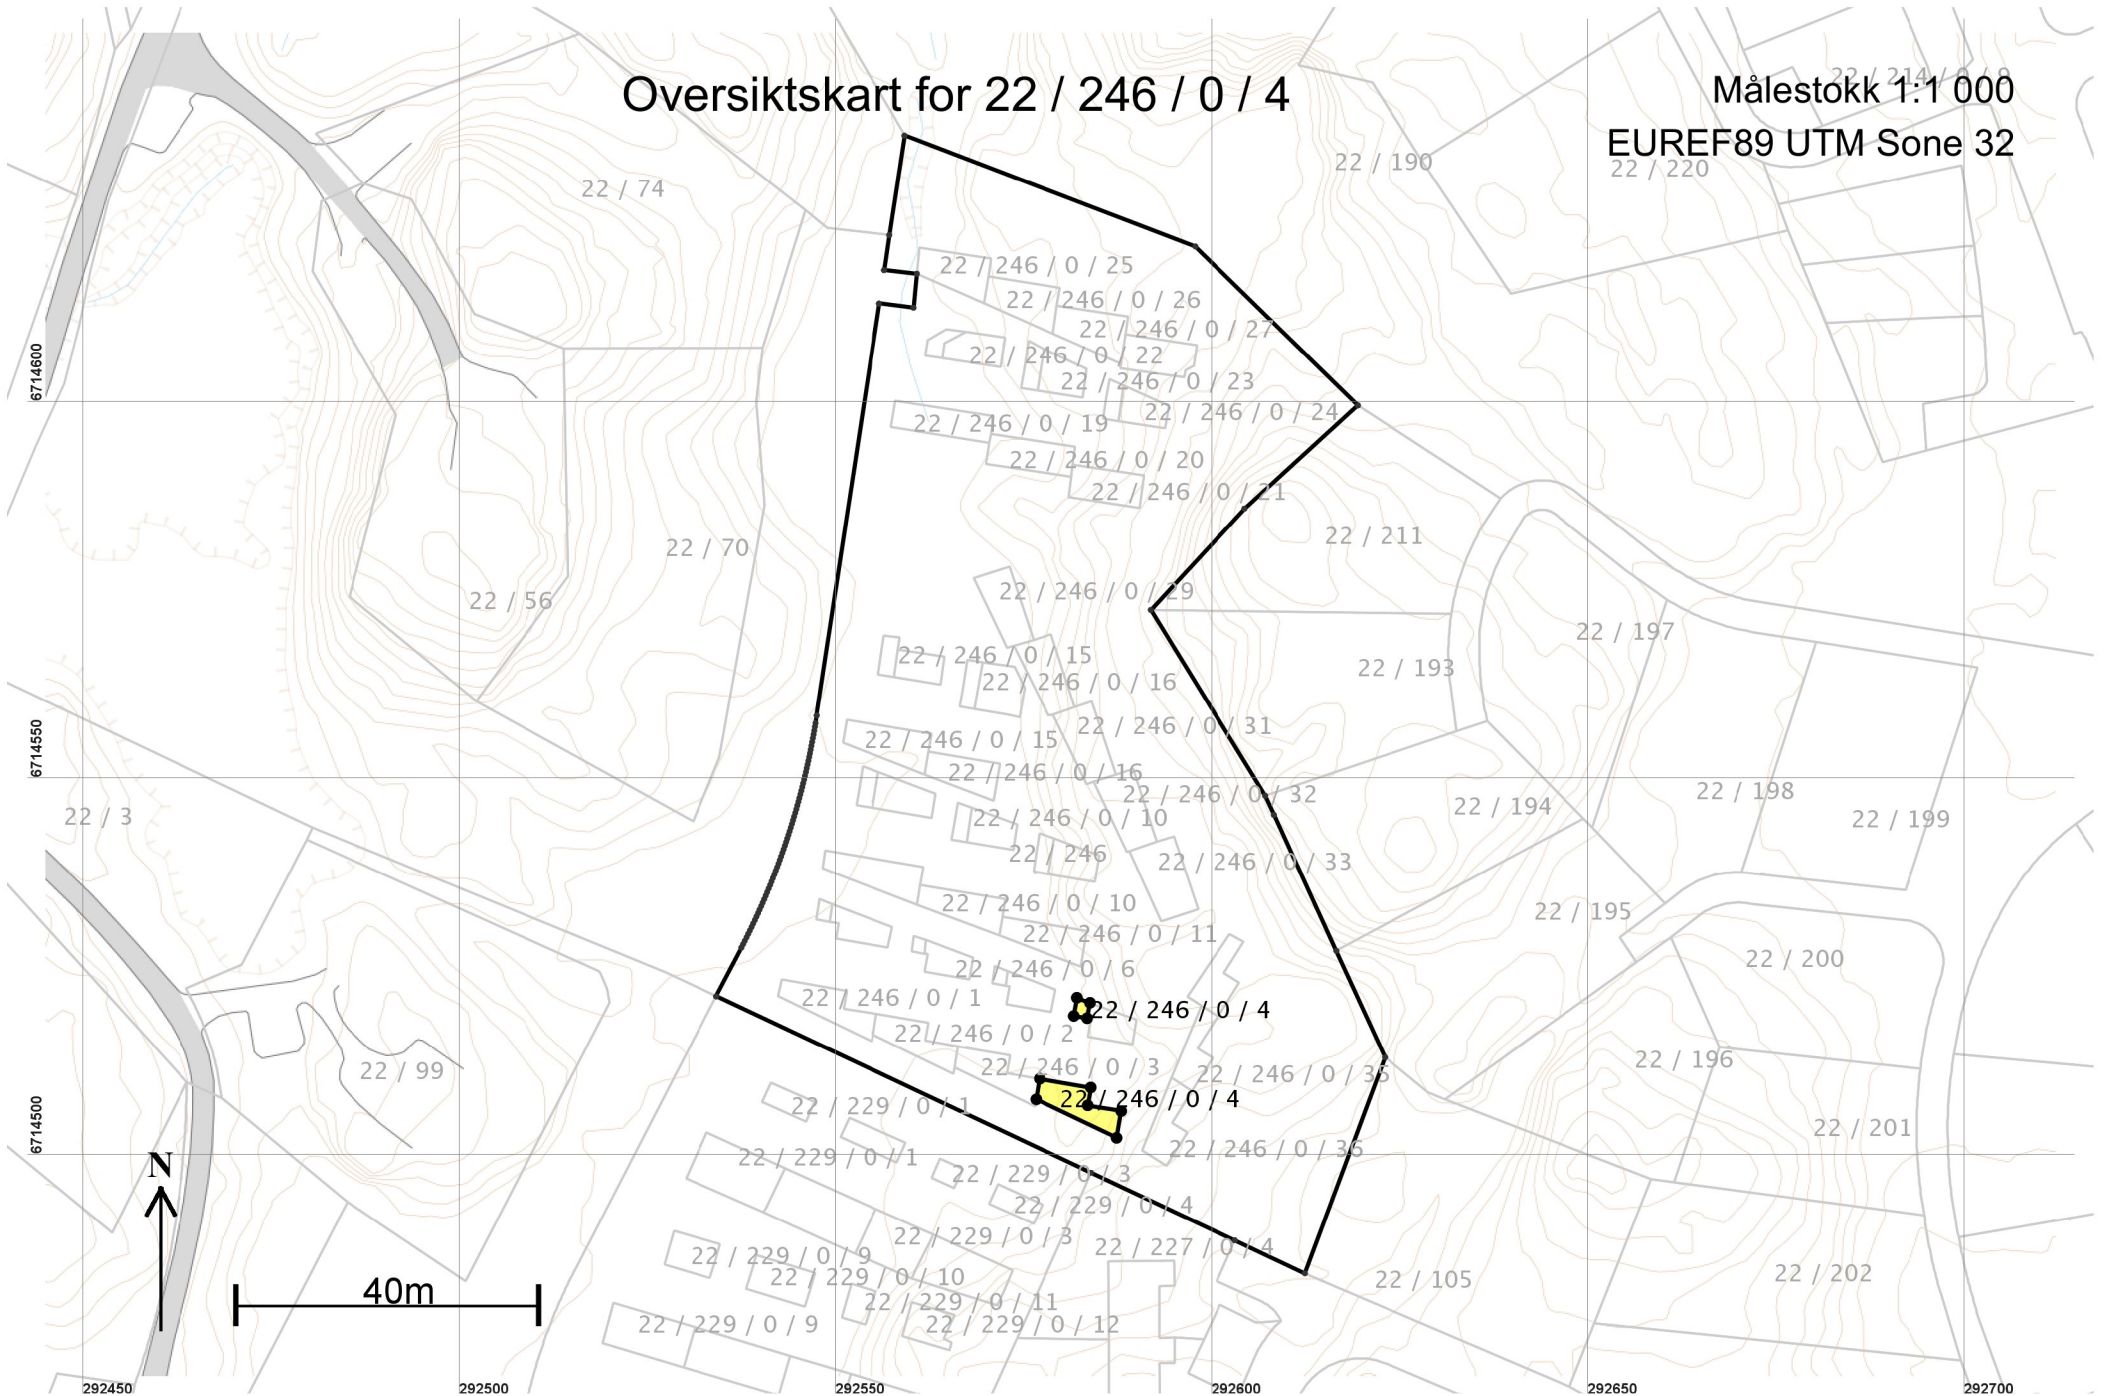 22 / 214 / 0 / 9
Oversiktskart for 22 / 246 / 0 / 4
Målestokk 1:1 000
EUREF89 UTM Sone 32
22 / 74
22 / 190
22 / 220
22 / 246 / 0 / 25
22 / 246 / 0 / 26
22 / 246 / 0 / 27
22 / 246 / 0 / 22
22 / 246 / 0 / 23
6714600
22 / 246 / 0 / 24
22 / 246 / 0 / 19
22 / 246 / 0 / 20
22 / 246 / 0 / 21
22 / 211
22 / 70
22 / 246 / 0 / 29
22 / 56
22 / 197
22 / 246 / 0 / 15
22 / 193
22 / 246 / 0 / 16
22 / 246 / 0 / 31
22 / 246 / 0 / 15
6714550
22 / 246 / 0 / 16
22 / 246 / 0 / 32
22 / 198
22 / 194
22 / 3
22 / 246 / 0 / 10
22 / 199
22 / 246
22 / 246 / 0 / 33
22 / 246 / 0 / 10
22 / 195
22 / 246 / 0 / 11
22 / 200
22 / 246 / 0 / 6
22 / 246 / 0 / 1
22 / 246 / 0 / 4
22 / 246 / 0 / 2
22 / 196
22 / 246 / 0 / 3
22 / 99
22 / 246 / 0 / 35
22 / 246 / 0 / 4
22 / 229 / 0 / 1
6714500
22 / 201
22 / 246 / 0 / 36
22 / 229 / 0 / 1
N
22 / 229 / 0 / 3
22 / 229 / 0 / 4
22 / 229 / 0 / 3
22 / 227 / 0 / 4
22 / 229 / 0 / 9
22 / 229 / 0 / 10
22 / 105
22 / 202
40m
22 / 229 / 0 / 11
22 / 229 / 0 / 9
22 / 229 / 0 / 12
292450
292500
292550
292600
292650
292700